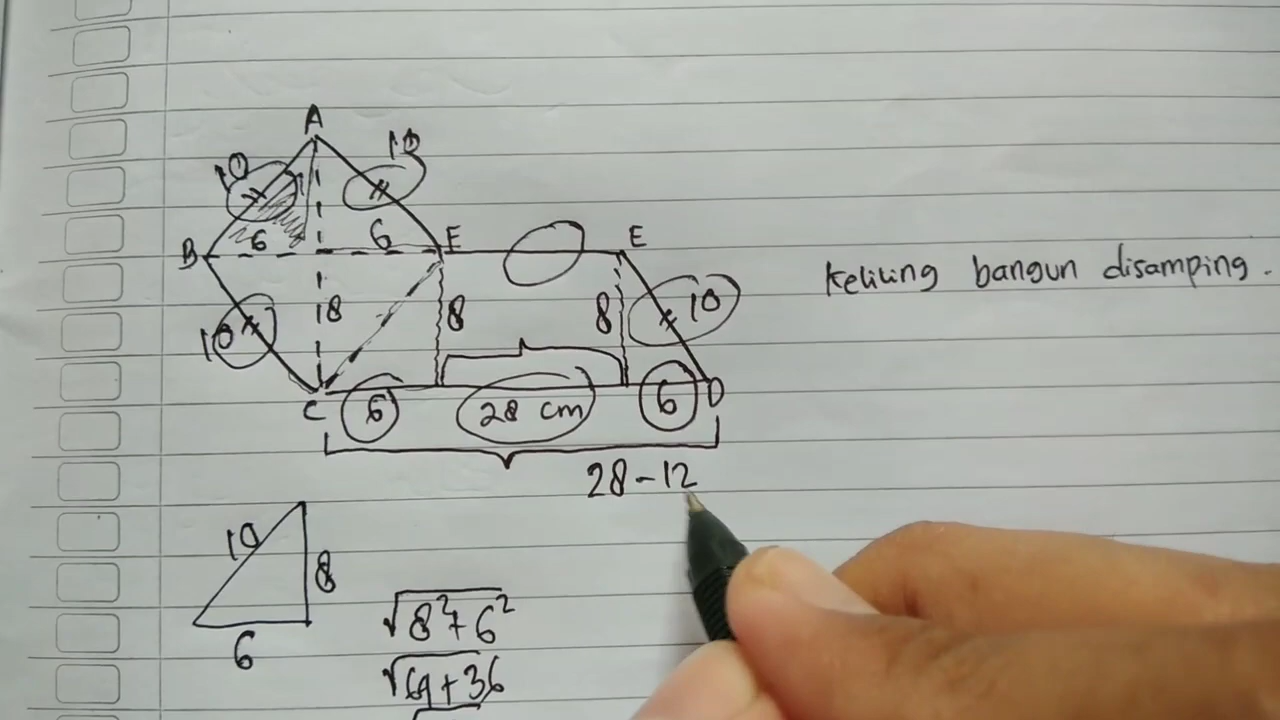 A
10 10
6 6
B F E
Keliling bangun disamping.
8 8 8 10
10
C 6 28 cm 6 D
28-12
10 8
6
√8²+6²
√64+36